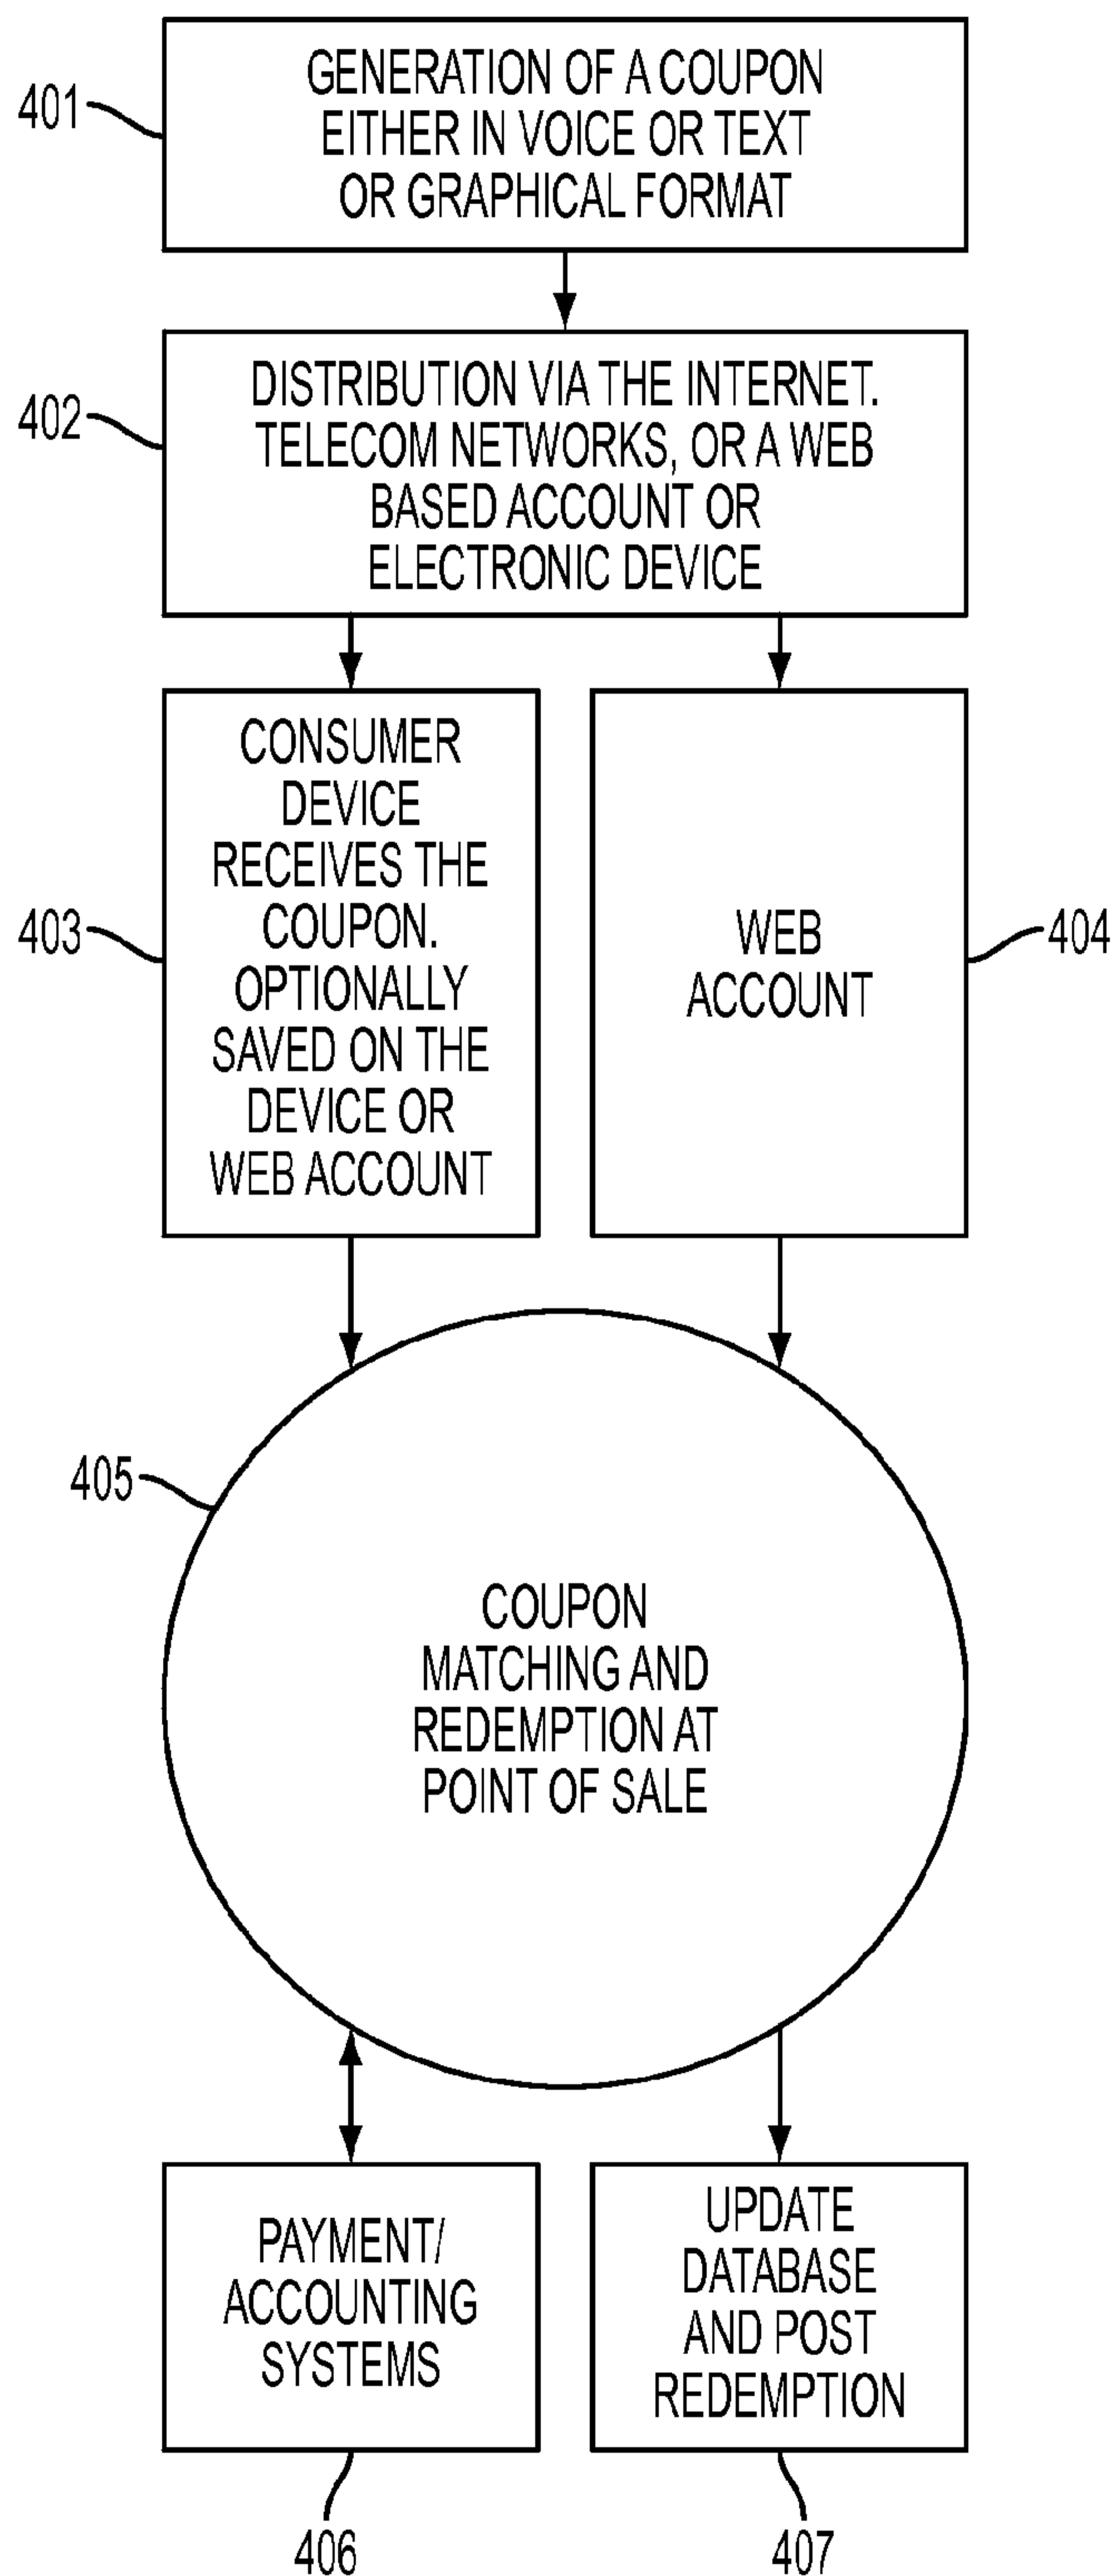 401
GENERATION OF A COUPON
EITHER IN VOICE OR TEXT
OR GRAPHICAL FORMAT
402
DISTRIBUTION VIA THE INTERNET.
TELECOM NETWORKS, OR A WEB
BASED ACCOUNT OR
ELECTRONIC DEVICE
403
CONSUMER
DEVICE
RECEIVES THE
COUPON.
OPTIONALLY
SAVED ON THE
DEVICE OR
WEB ACCOUNT
WEB
ACCOUNT
404
405
COUPON
MATCHING AND
REDEMPTION AT
POINT OF SALE
PAYMENT/
ACCOUNTING
SYSTEMS
406
UPDATE
DATABASE
AND POST
REDEMPTION
407